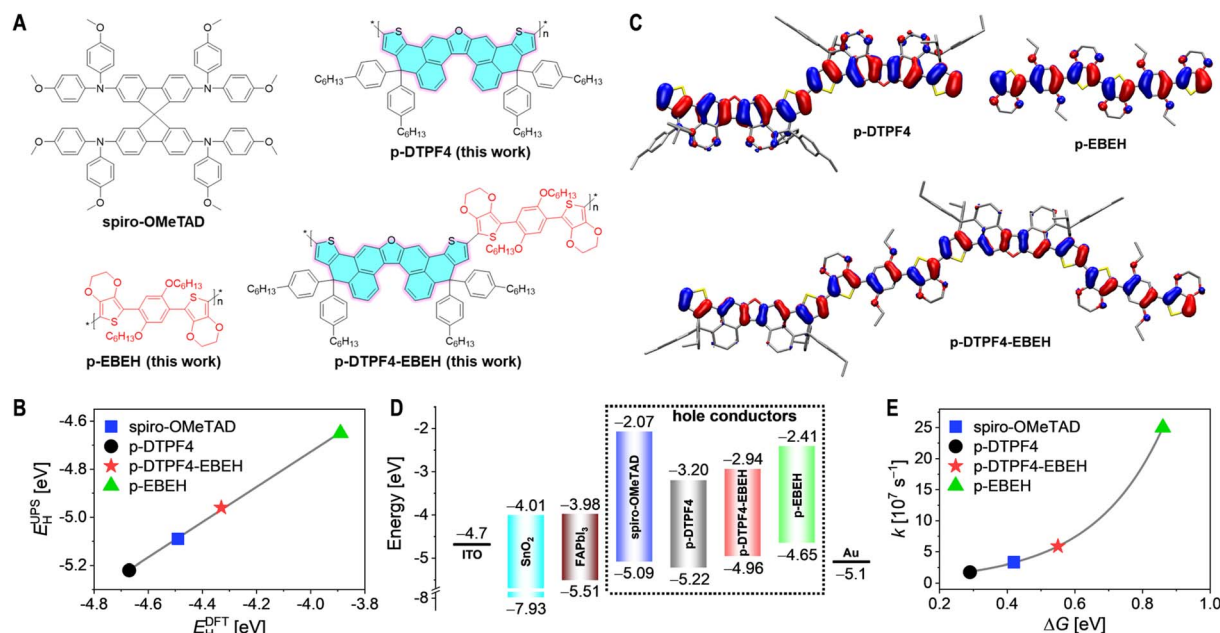 A
spiro-OMeTAD
O
O
O
O
N
N
N
N
O
O
O
O
*
S
O
S
*
n
C6H13
C6H13
C6H13
C6H13
p-DTPF4 (this work)
*
S
O
O
OC6H13
C6H13O
S
O
O
*
n
p-EBEH (this work)
*
S
O
S
O
O
S
OC6H13
C6H13O
S
O
O
*
n
C6H13
C6H13
C6H13
C6H13
p-DTPF4-EBEH (this work)
C
p-DTPF4
p-EBEH
p-DTPF4-EBEH
B
spiro-OMeTAD
p-DTPF4
p-DTPF4-EBEH
p-EBEH
-4.6
-4.8
-5.0
-5.2
E_H^UPS [eV]
-4.8 -4.6 -4.4 -4.2 -4.0 -3.8
E_H^DFT [eV]
D
hole conductors
Energy [eV]
-2
-4
-6
-8
−4.7
ITO
−4.01
SnO2
−7.93
−3.98
FAPbI3
−5.51
−2.07
spiro-OMeTAD
−5.09
−3.20
p-DTPF4
−5.22
−2.94
p-DTPF4-EBEH
−4.96
−2.41
p-EBEH
−4.65
Au
−5.1
E
spiro-OMeTAD
p-DTPF4
p-DTPF4-EBEH
p-EBEH
k [10^7 s^−1]
25
20
15
10
5
0
0.2 0.4 0.6 0.8 1.0
ΔG [eV]